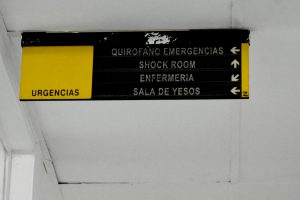 QUIROFANO EMERGENCIAS
SHOCK ROOM
ENFERMERIA
SALA DE YESOS
URGENCIAS